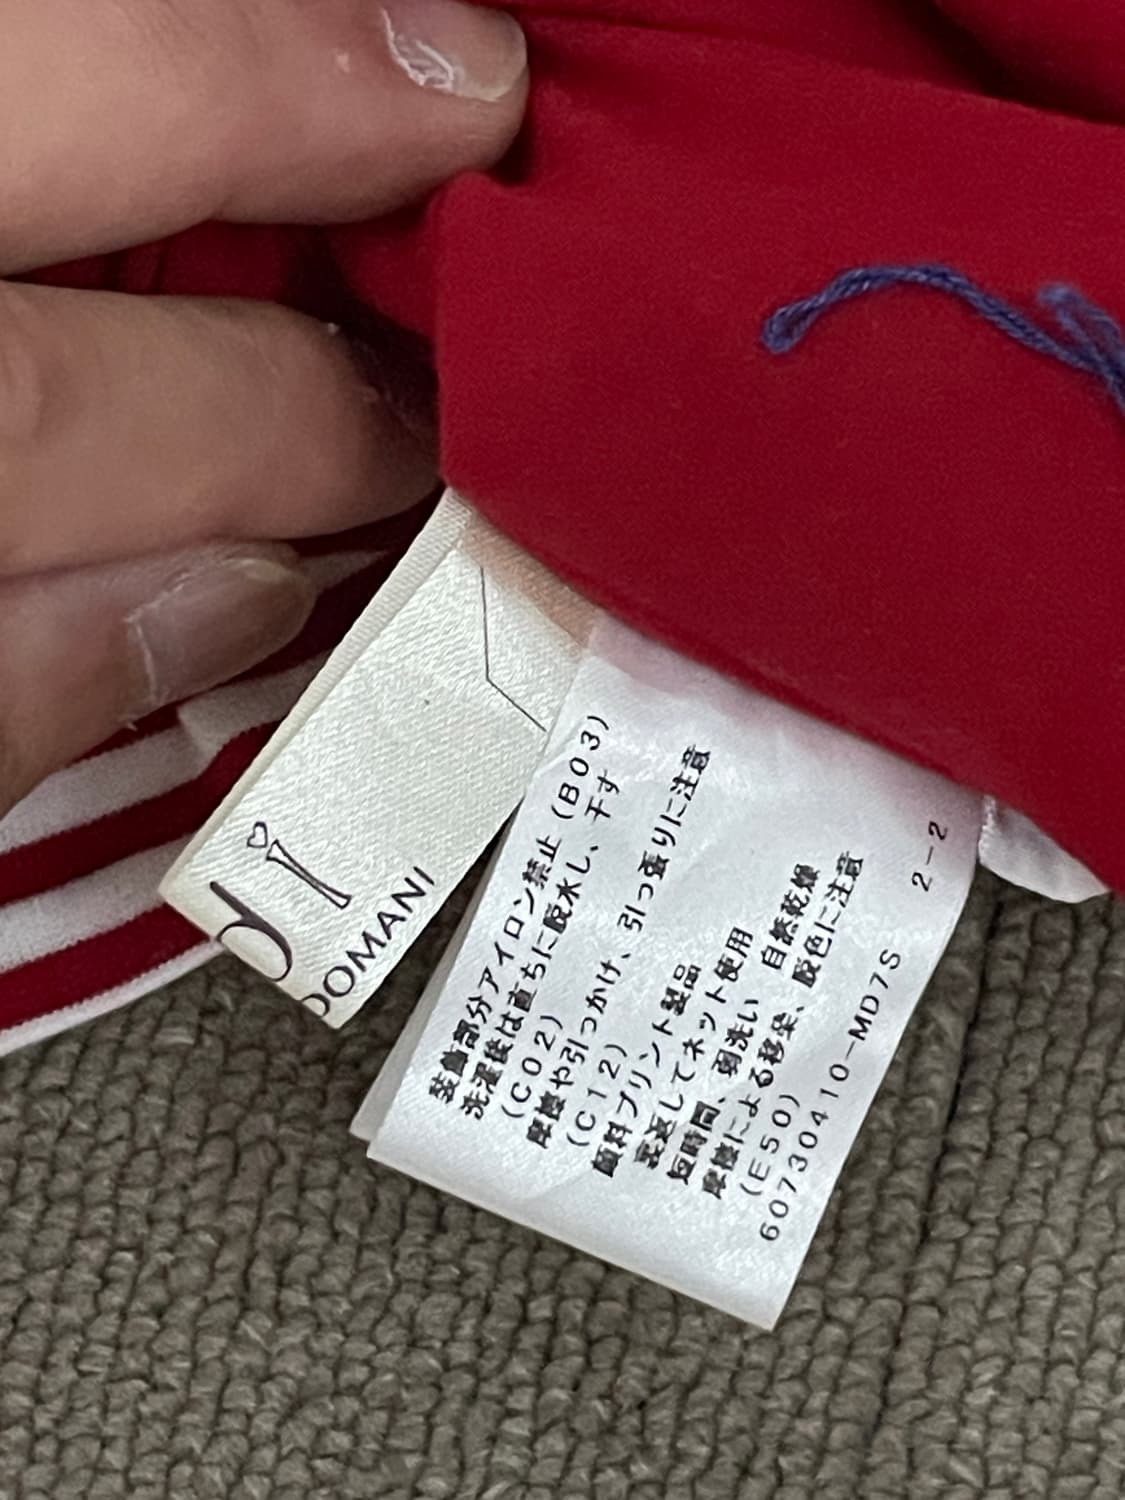 di
DOMANI
装飾部分アイロン禁止(B03)
洗濯後は直ちに脱水し、干す
(C02)
摩擦や引っかけ、引っ張りに注意
(C12)
顔料プリント製品
裏返してネット使用
短時間、弱洗い 自然乾燥
摩擦による移染、脱色に注意
(E50)
607730410-MD7S 2-2